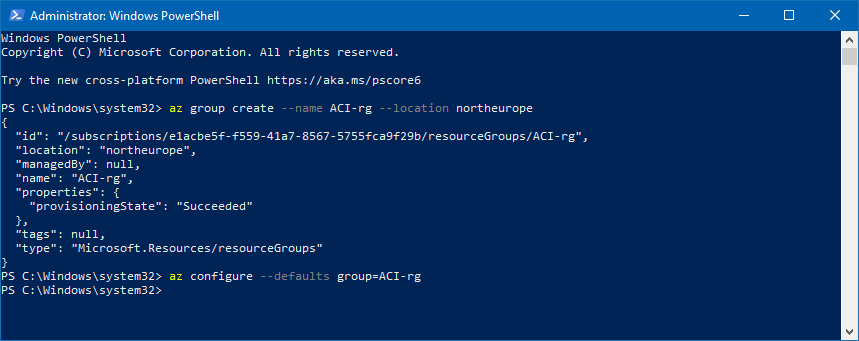 Administrator: Windows PowerShell
Windows PowerShell
Copyright (C) Microsoft Corporation. All rights reserved.
Try the new cross-platform PowerShell https://aka.ms/pscore6
PS C:\Windows\system32> az group create --name ACI-rg --location northeurope
{
  "id": "/subscriptions/e1acbe5f-f559-41a7-8567-5755fca9f29b/resourceGroups/ACI-rg",
  "location": "northeurope",
  "managedBy": null,
  "name": "ACI-rg",
  "properties": {
    "provisioningState": "Succeeded"
  },
  "tags": null,
  "type": "Microsoft.Resources/resourceGroups"
}
PS C:\Windows\system32> az configure --defaults group=ACI-rg
PS C:\Windows\system32>